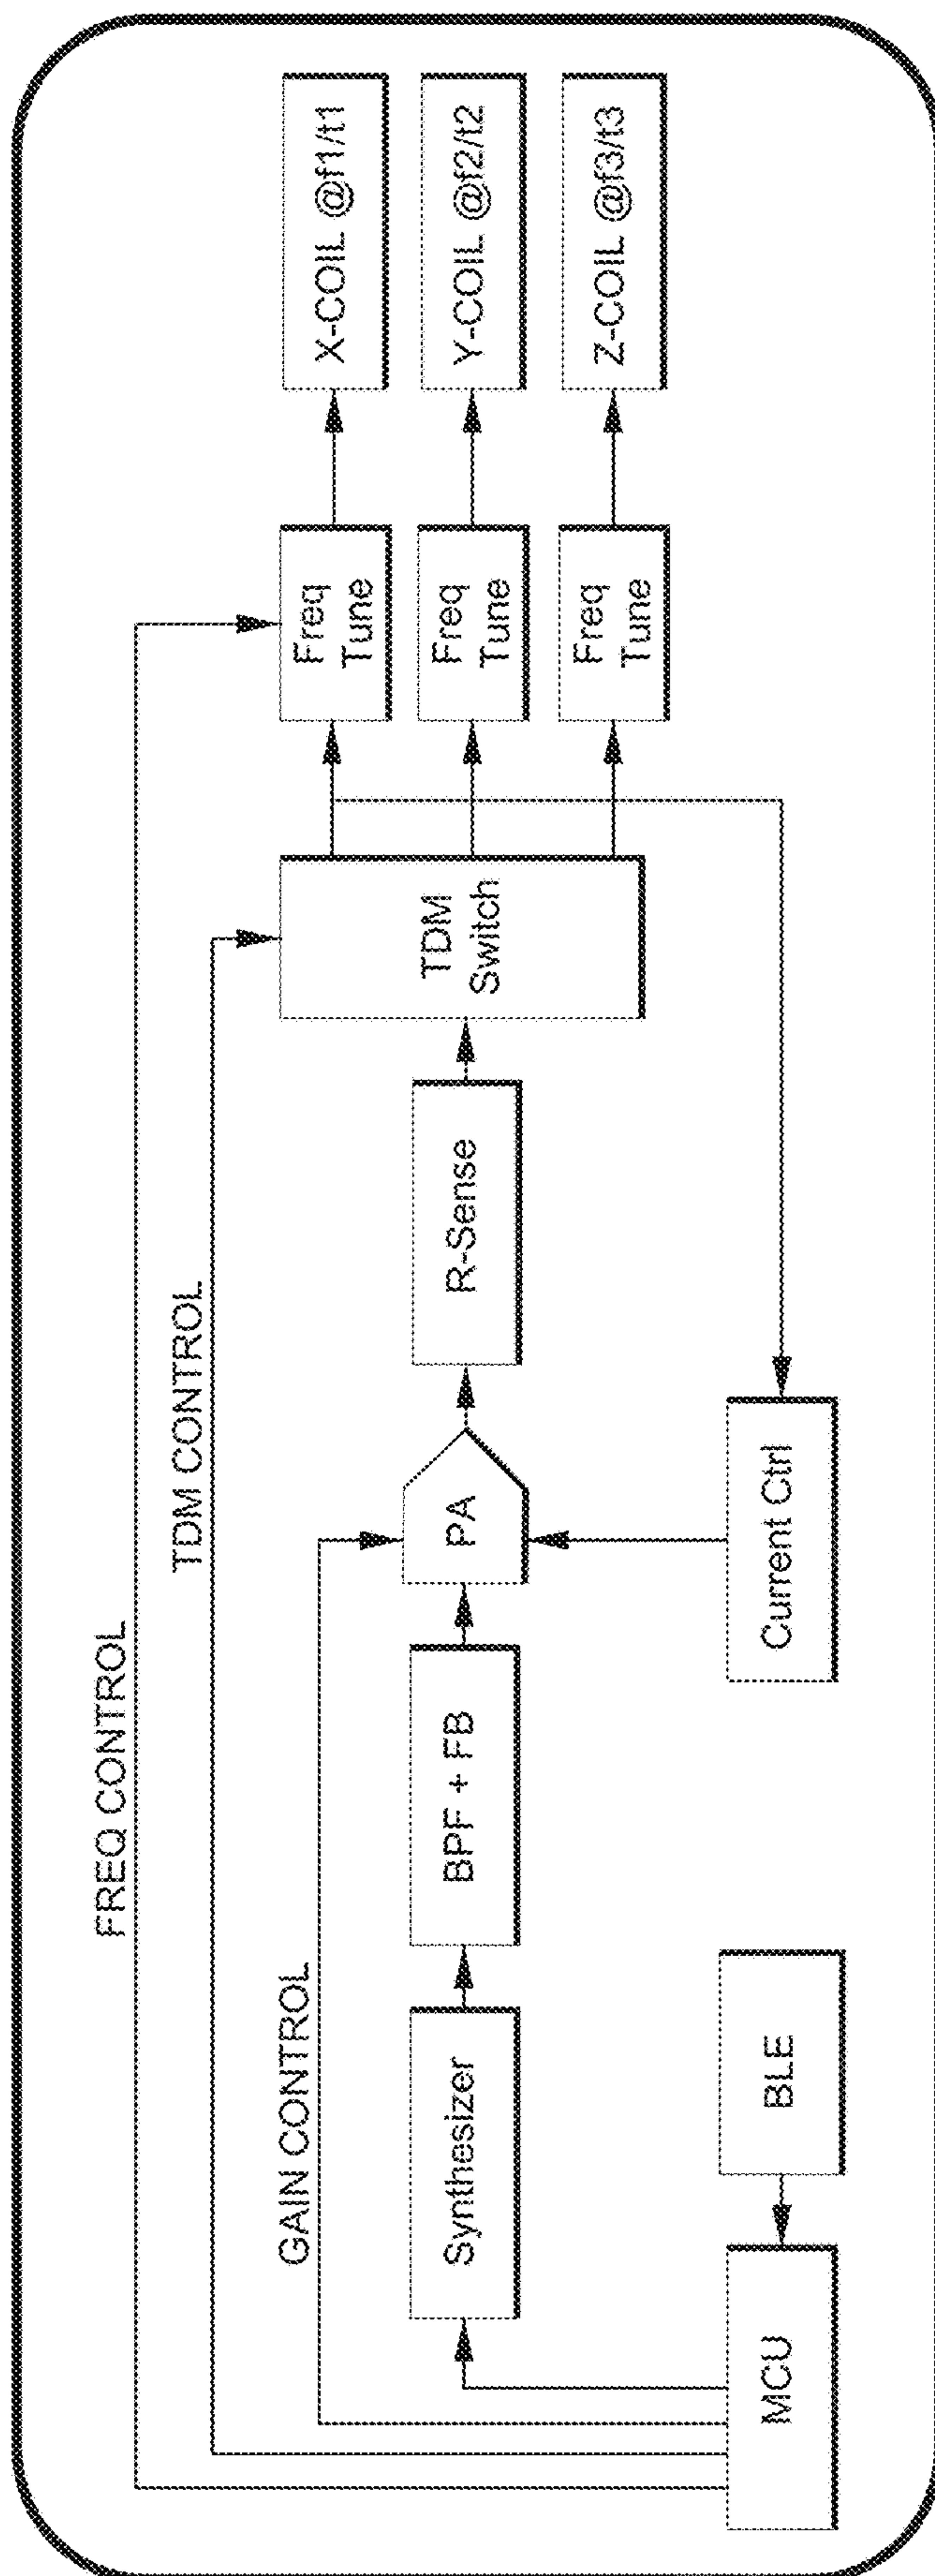 FREQ CONTROL
TDM CONTROL
GAIN CONTROL
Synthesizer
BPF + FB
PA
R-Sense
TDM
Switch
Freq
Tune
X-COIL @f1/t1
Freq
Tune
Y-COIL @f2/t2
Freq
Tune
Z-COIL @f3/t3
MCU
BLE
Current Ctrl